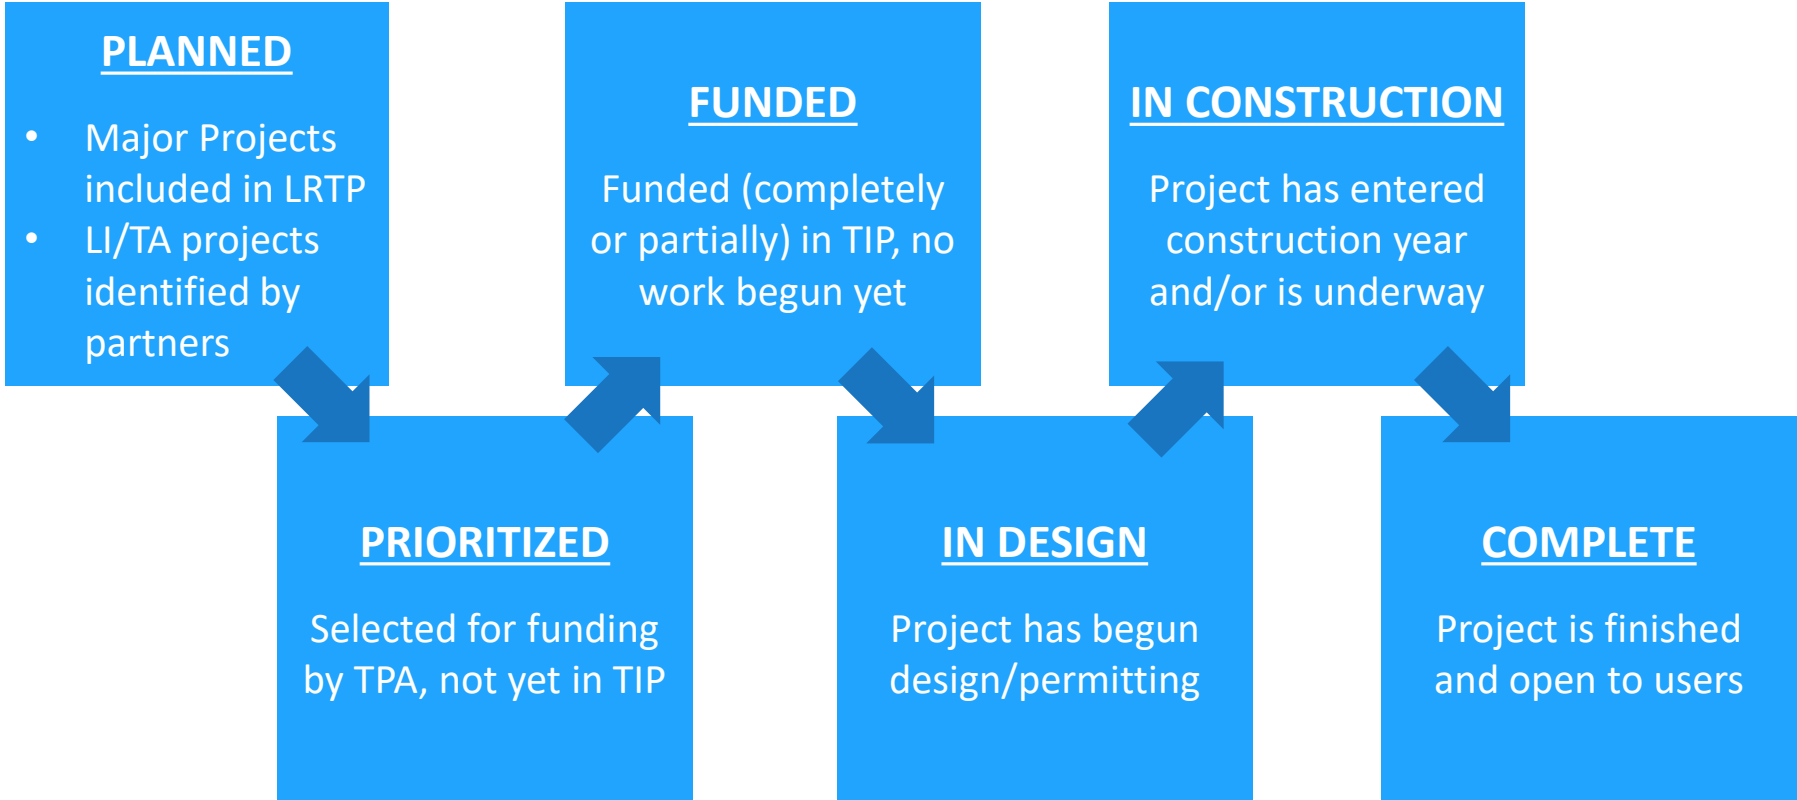 PLANNED
• Major Projects
included in LRTP
• LI/TA projects
identified by
partners
PRIORITIZED
Selected for funding
by TPA, not yet in TIP
FUNDED
Funded (completely
or partially) in TIP, no
work begun yet
IN DESIGN
Project has begun
design/permitting
IN CONSTRUCTION
Project has entered
construction year
and/or is underway
COMPLETE
Project is finished
and open to users